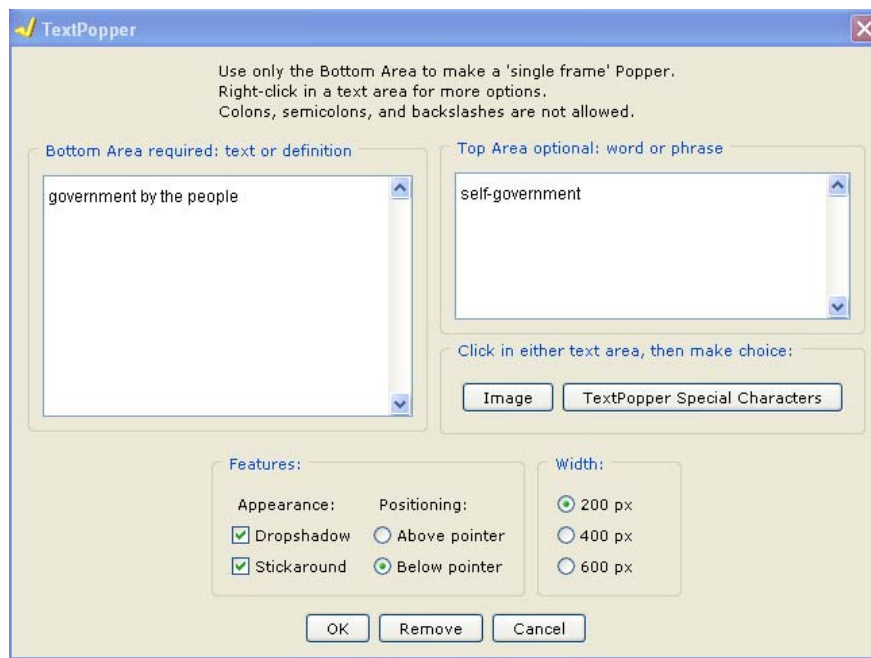 TextPopper
Use only the Bottom Area to make a 'single frame' Popper.
Right-click in a text area for more options.
Colons, semicolons, and backslashes are not allowed.
Bottom Area required: text or definition
government by the people
Top Area optional: word or phrase
self-government
Click in either text area, then make choice:
Image
TextPopper Special Characters
Features:
Appearance:
Dropshadow
Stickaround
Positioning:
Above pointer
Below pointer
Width:
200 px
400 px
600 px
OK
Remove
Cancel